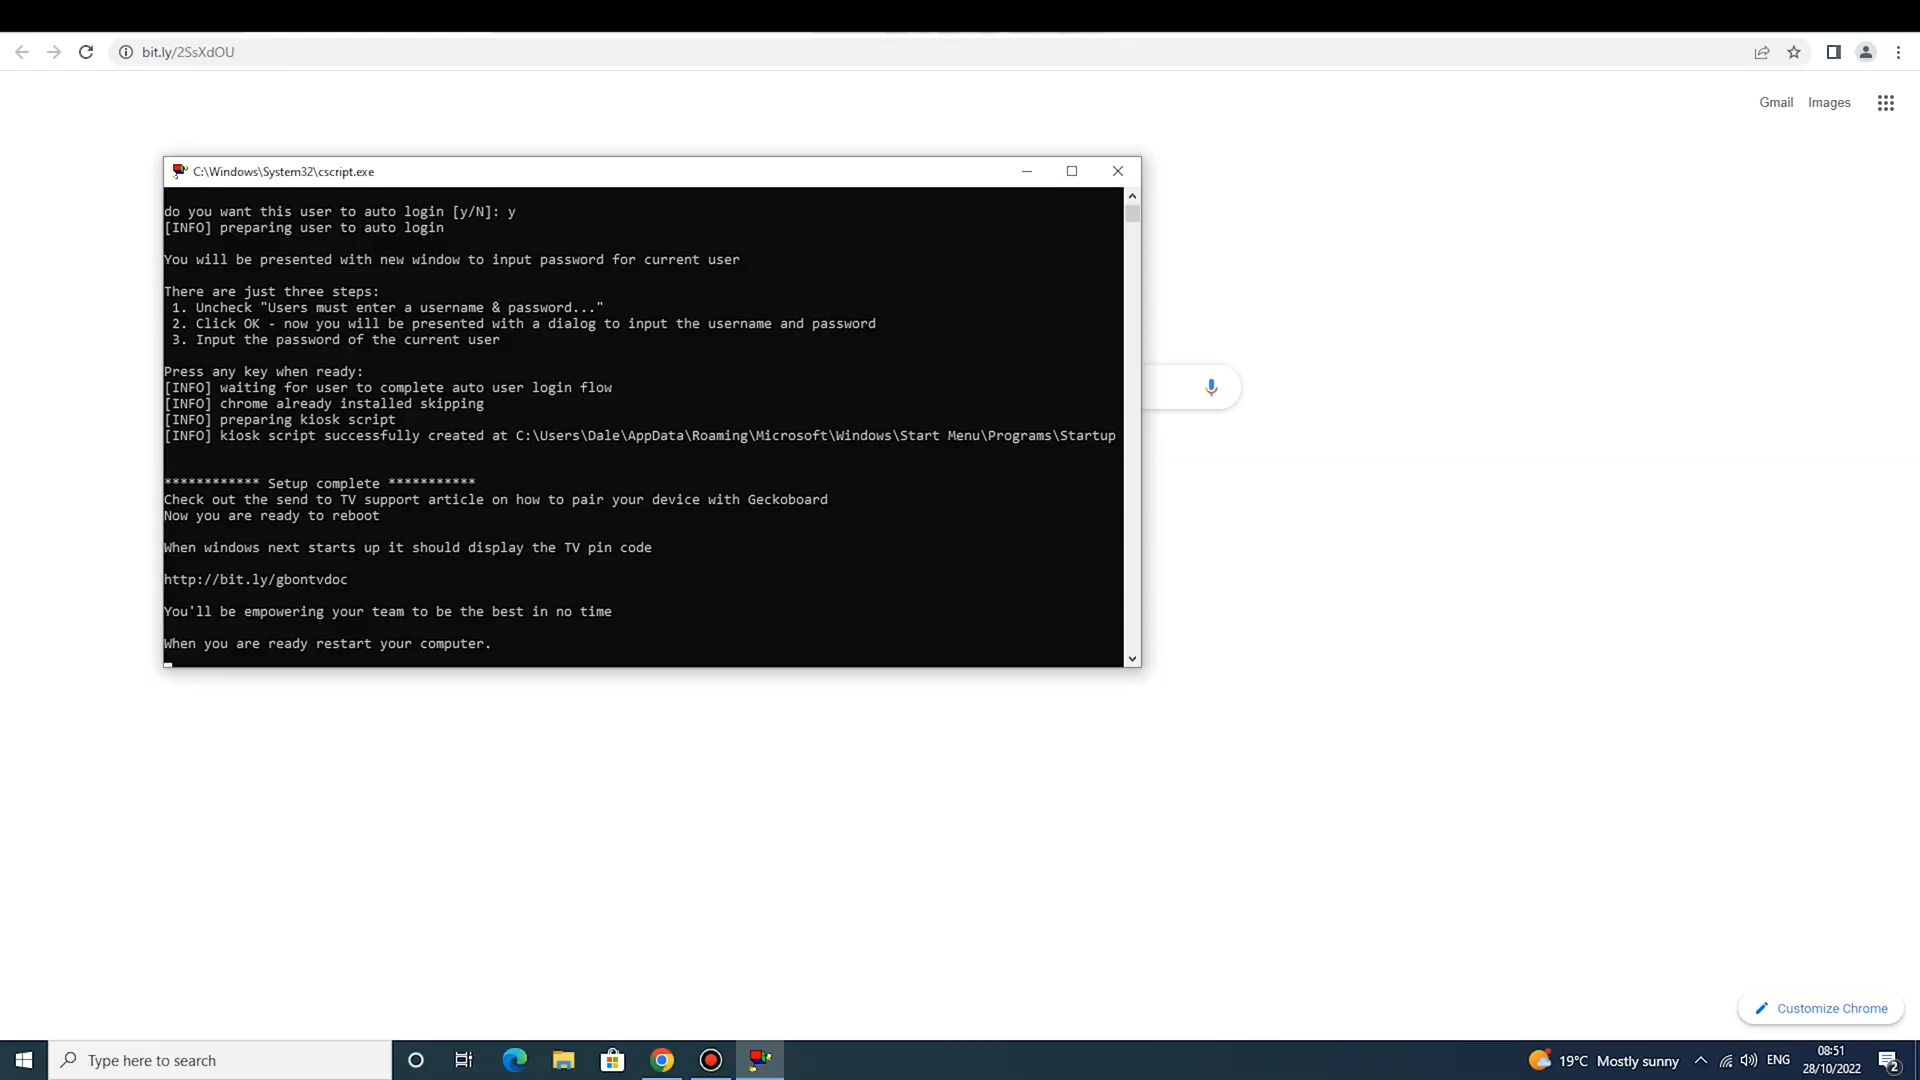 bit.ly/2SsXdOU
Gmail Images
C:\Windows\System32\cscript.exe
do you want this user to auto login [y/N]: y
[INFO] preparing user to auto login
You will be presented with new window to input password for current user
There are just three steps:
1. Uncheck "Users must enter a username & password..."
2. Click OK - now you will be presented with a dialog to input the username and password
3. Input the password of the current user
Press any key when ready:
[INFO] waiting for user to complete auto user login flow
[INFO] chrome already installed skipping
[INFO] preparing kiosk script
[INFO] kiosk script successfully created at C:\Users\Dale\AppData\Roaming\Microsoft\Windows\Start Menu\Programs\Startup
************ Setup complete ***********
Check out the send to TV support article on how to pair your device with Geckoboard
Now you are ready to reboot
When windows next starts up it should display the TV pin code
http://bit.ly/gbontvdoc
You'll be empowering your team to be the best in no time
When you are ready restart your computer.
Customize Chrome
Type here to search
19°C Mostly sunny
ENG
08:51
28/10/2022
2